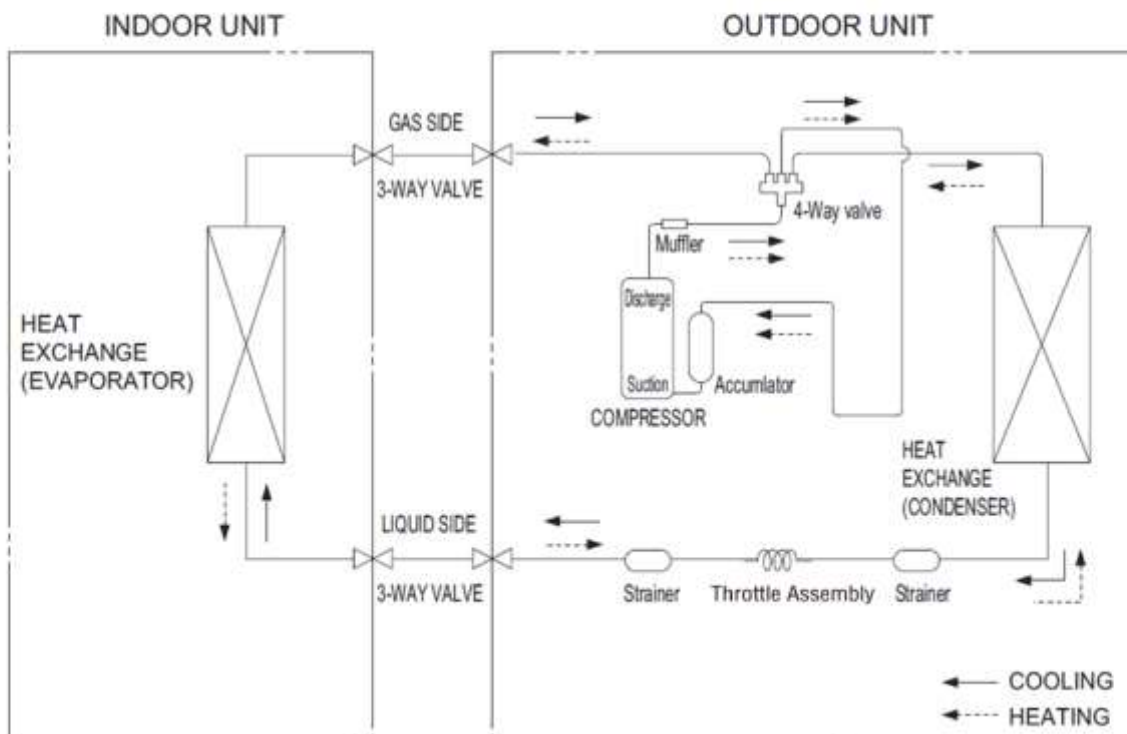 INDOOR UNIT
OUTDOOR UNIT
GAS SIDE
3-WAY VALVE
4-Way valve
Muffler
Discharge
Suction
COMPRESSOR
Accumlator
HEAT
EXCHANGE
(EVAPORATOR)
HEAT
EXCHANGE
(CONDENSER)
LIQUID SIDE
3-WAY VALVE
Strainer
Throttle Assembly
Strainer
COOLING
HEATING